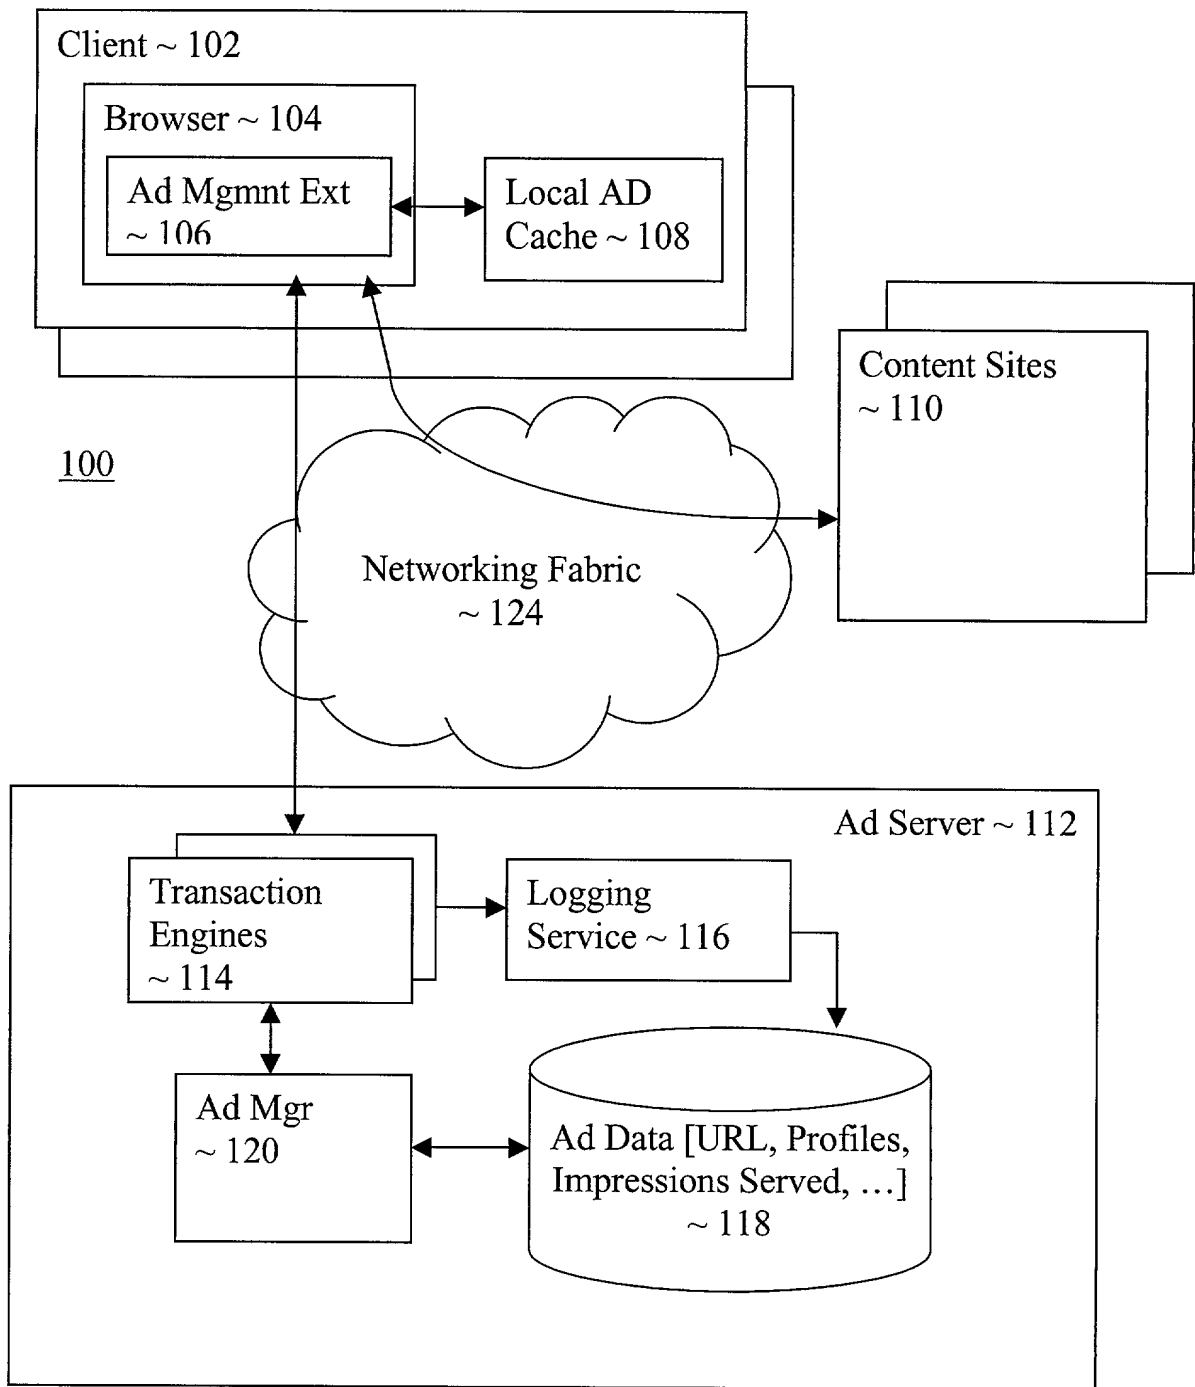 Client ~ 102
Browser ~ 104
Ad Mgmnt Ext
~ 106
Local AD
Cache ~ 108
Content Sites
~ 110
100
Networking Fabric
~ 124
Ad Server ~ 112
Transaction
Engines
~ 114
Logging
Service ~ 116
Ad Mgr
~ 120
Ad Data [URL, Profiles,
Impressions Served, …]
~ 118